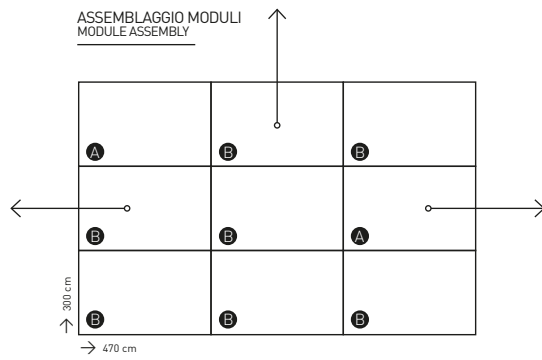 ASSEMBLAGGIO MODULI
MODULE ASSEMBLY
A B B
B B A
B B B
300 cm
470 cm